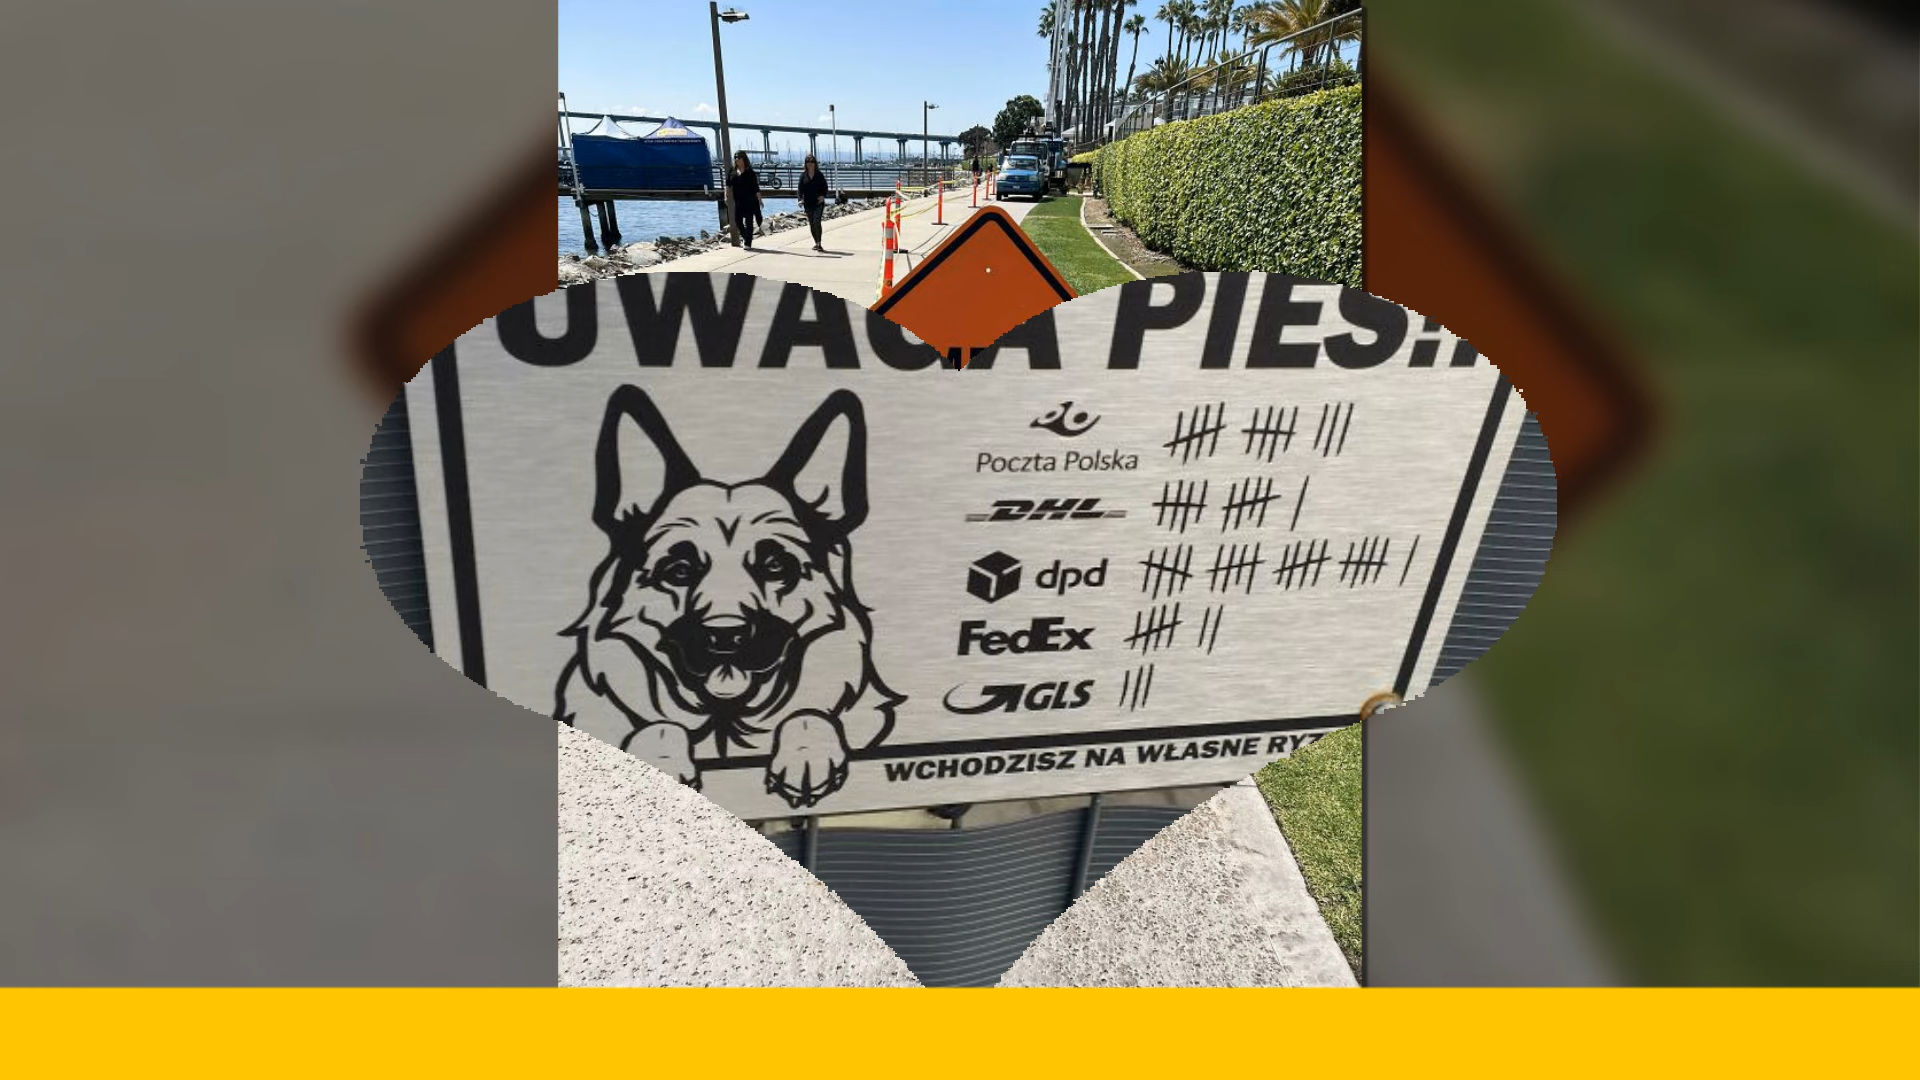 UWAGA PIES!
Poczta Polska
DHL
dpd
FedEx
GLS
WCHODZISZ NA WŁASNE